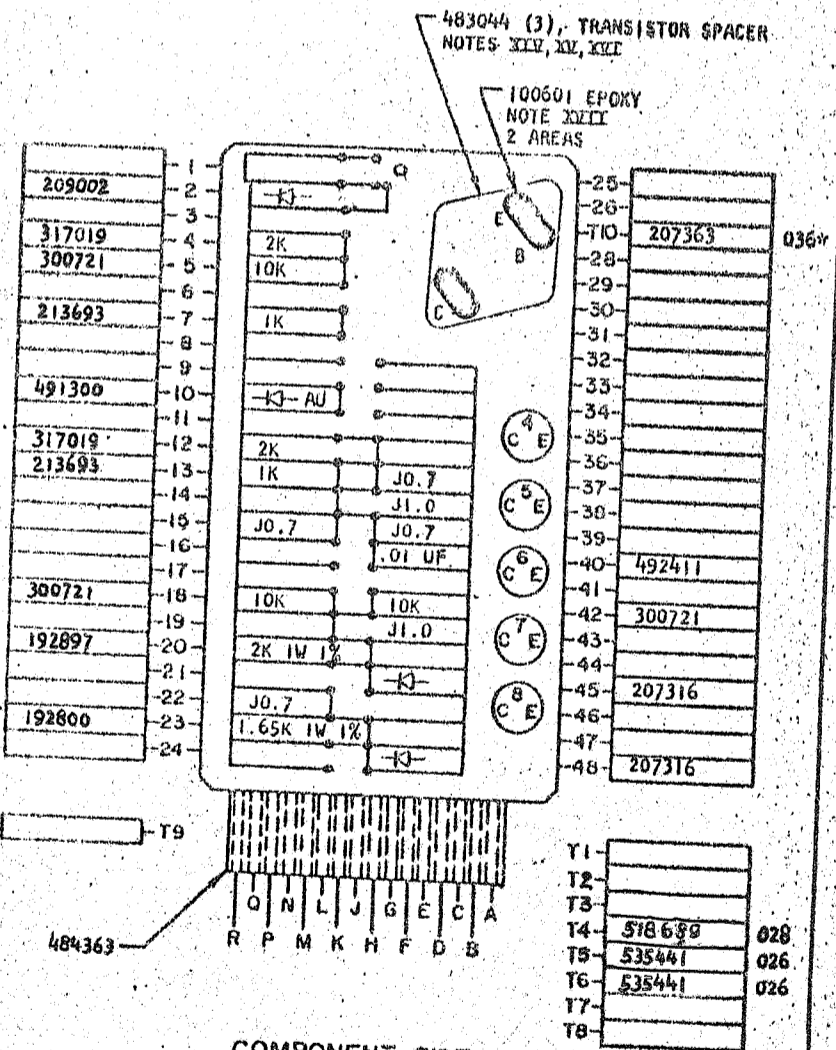 483044 (3), TRANSISTOR SPACER
NOTES XIV, XV, XVI
100601 EPOXY
NOTE XVII
2 AREAS
1
209002 2
3
317019 4
300721 5
6
213693 7
8
9
491300 10
11
317019 12
213693 13
14
15
16
17
300721 18
19
192897 20
21
22
192800 23
24
T9
484363
Q
2K
10K
1K
AU
2K
1K
J0.7
J1.0
J0.7
J0.7
.01 UF
10K 10K
J1.0
2K 1W 1%
J0.7
1.65K 1W 1%
E
B
C
4
C E
5
C E
6
C E
7
C E
8
C E
25
26
T10 207363 036*
28
29
30
31
32
33
34
35
36
37
38
39
40 492411
41
42 300721
43
44
45 207316
46
47
48 207316
Q N L J G E C A
R P M K H F D B
T1
T2
T3
T4 028
T5 535441 026
T6 535441 026
T7
T8